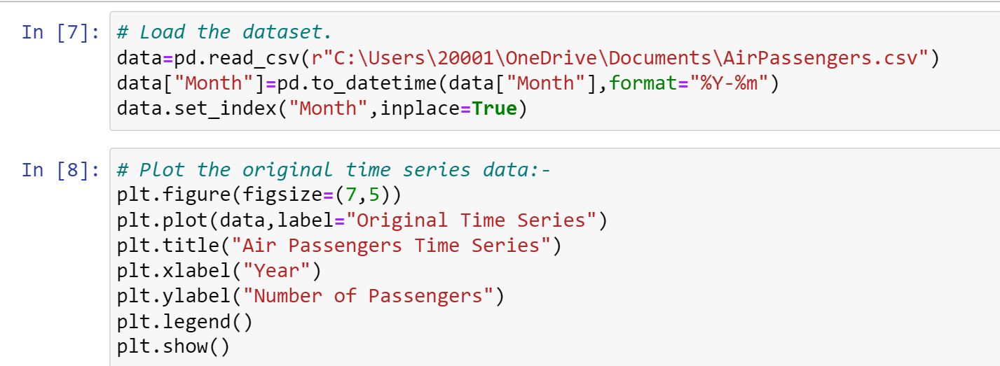 In [7]: # Load the dataset.
data=pd.read_csv(r"C:\Users\20001\OneDrive\Documents\AirPassengers.csv")
data["Month"]=pd.to_datetime(data["Month"],format="%Y-%m")
data.set_index("Month",inplace=True)
In [8]: # Plot the original time series data:-
plt.figure(figsize=(7,5))
plt.plot(data,label="Original Time Series")
plt.title("Air Passengers Time Series")
plt.xlabel("Year")
plt.ylabel("Number of Passengers")
plt.legend()
plt.show()